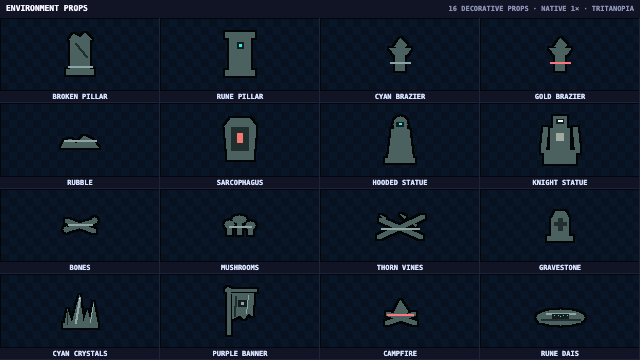 ENVIRONMENT PROPS
16 DECORATIVE PROPS · NATIVE 1× · TRITANOPIA
BROKEN PILLAR
RUNE PILLAR
CYAN BRAZIER
GOLD BRAZIER
RUBBLE
SARCOPHAGUS
HOODED STATUE
KNIGHT STATUE
BONES
MUSHROOMS
THORN VINES
GRAVESTONE
CYAN CRYSTALS
PURPLE BANNER
CAMPFIRE
RUNE DAIS